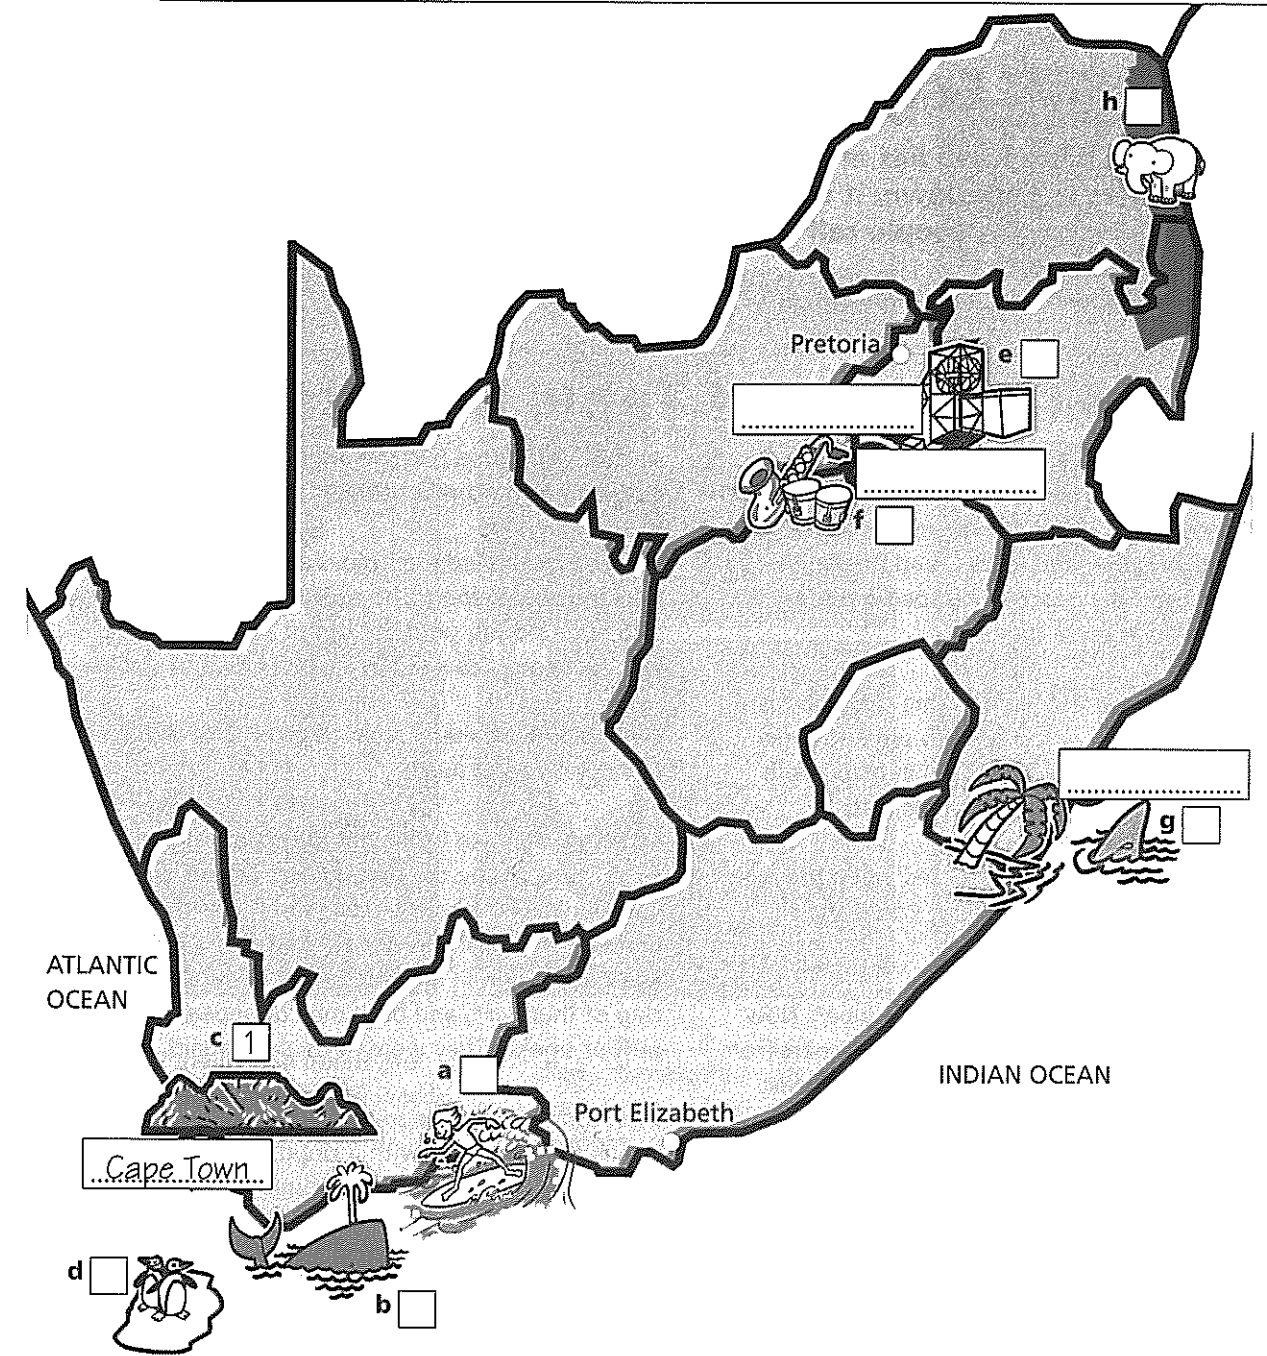 h
Pretoria
e
f
g
ATLANTIC
OCEAN
c 1
a
INDIAN OCEAN
Port Elizabeth
Cape Town
d
b